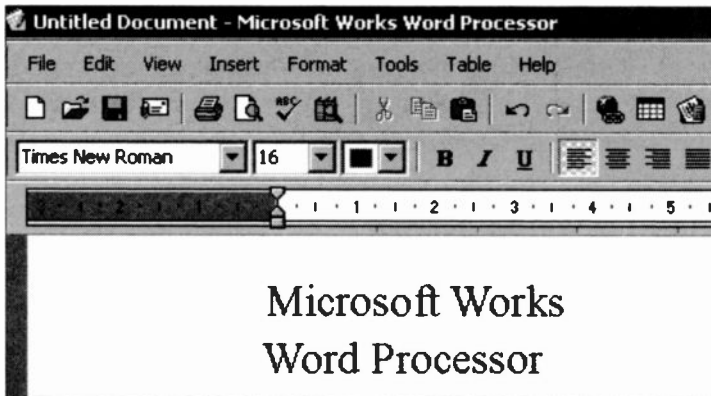 Untitled Document - Microsoft Works Word Processor
File Edit View Insert Format Tools Table Help
ABC
Times New Roman 16 B I U
1 2 3 4 5
Microsoft Works
Word Processor